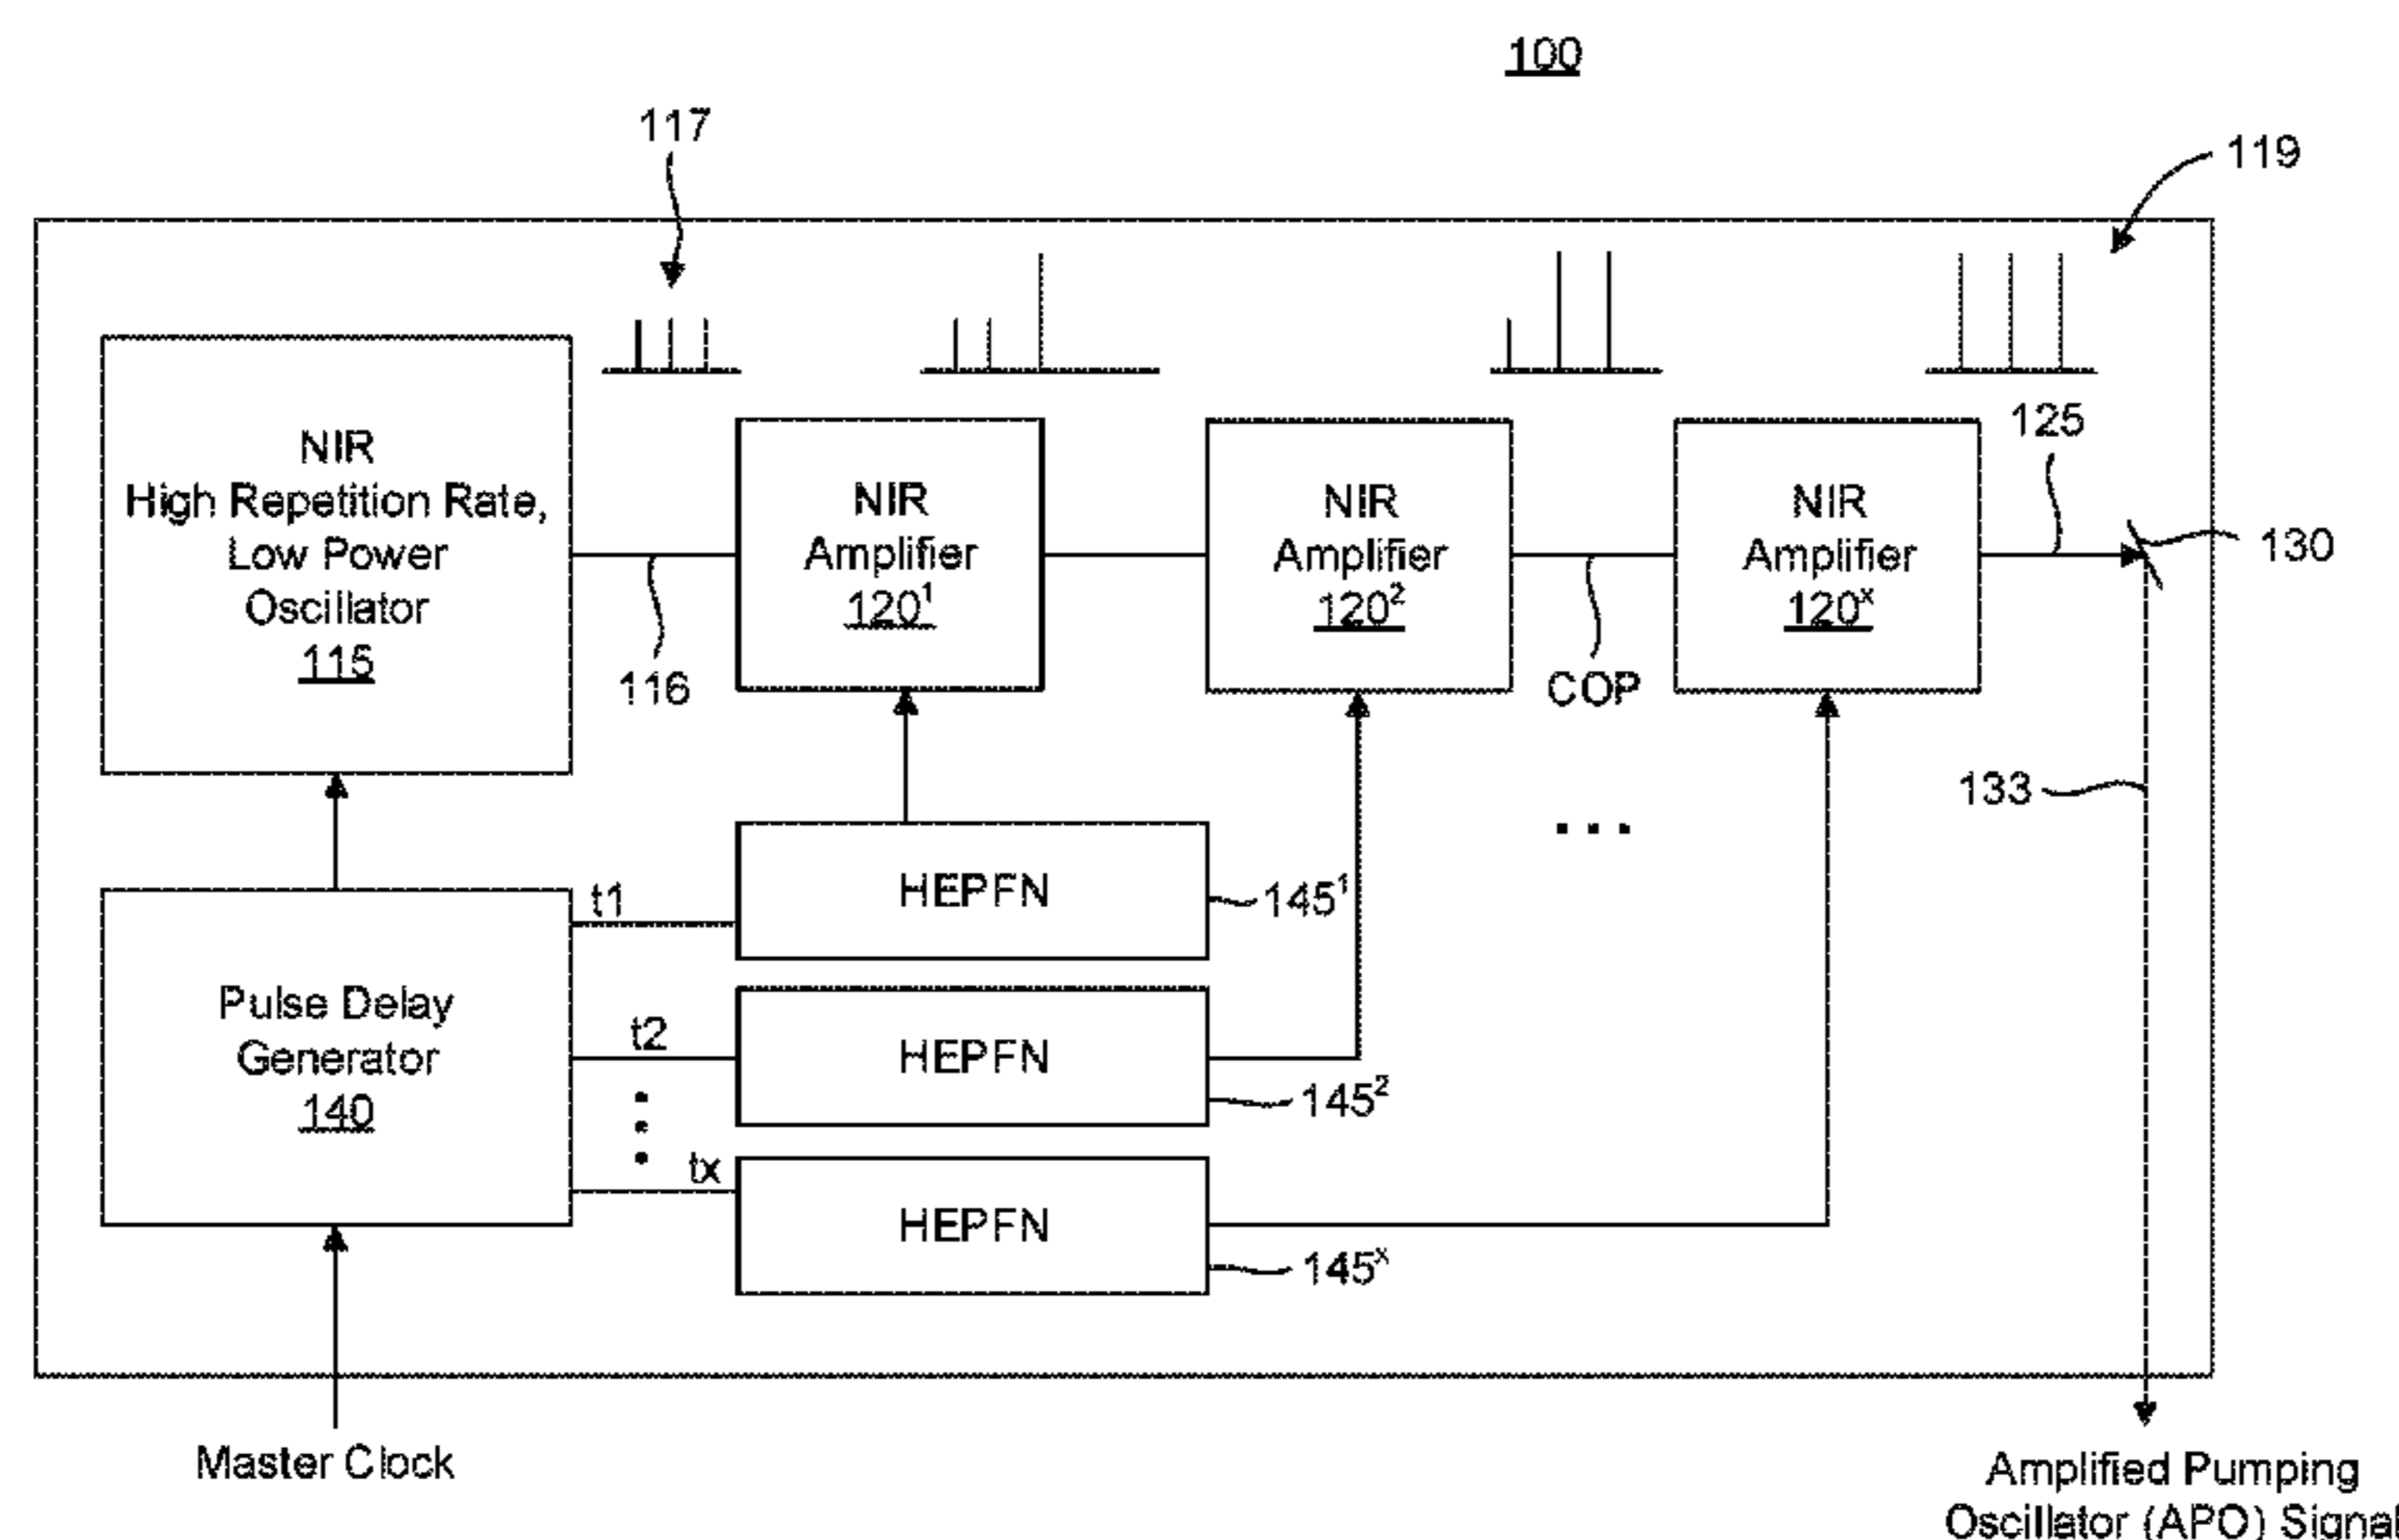 100
117
119
NIR
High Repetition Rate,
Low Power
Oscillator
115
116
NIR
Amplifier
120¹
NIR
Amplifier
120²
COP
NIR
Amplifier
120ˣ
125
130
133
Pulse Delay
Generator
140
t1
t2
tx
HEPFN
145¹
HEPFN
145²
HEPFN
145ˣ
Master Clock
Amplified Pumping
Oscillator (APO) Signal